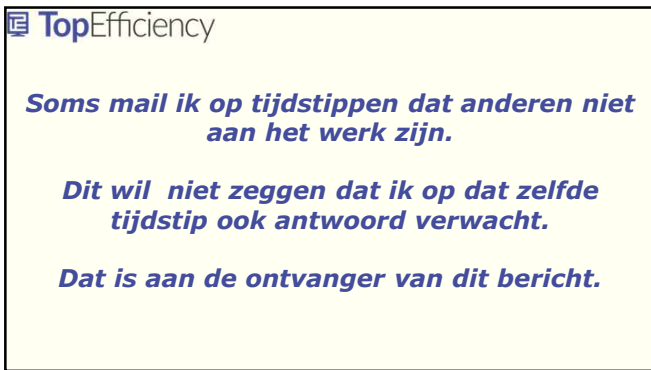 TopEfficiency
Soms mail ik op tijdstippen dat anderen niet
aan het werk zijn.
Dit wil  niet zeggen dat ik op dat zelfde
tijdstip ook antwoord verwacht.
Dat is aan de ontvanger van dit bericht.